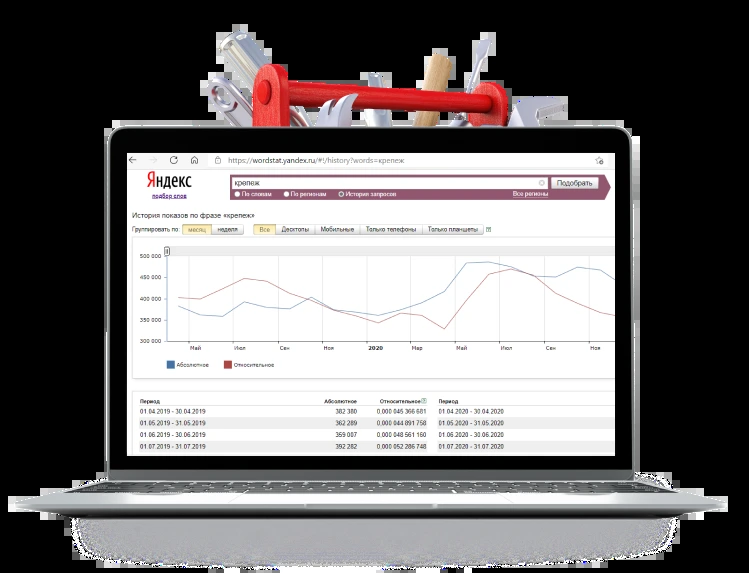 https://wordstat.yandex.ru/#!/history?words=крепеж
Яндекс
подбор слов
крепеж
Подобрать
По словам По регионам История запросов Все регионы
История показов по фразе «крепеж»
Группировать по месяц неделя Все Десктопы Мобильные Только телефоны Только планшеты
500 000
450 000
400 000
350 000
300 000
Май Июл Сен Ноя 2020 Мар Май Июл Сен Ноя
Абсолютное Относительное
Период Абсолютное Относительное Период
01.04.2019 - 30.04.2019 382 380 0,000 045 366 681 01.04.2020 - 30.04.2020
01.05.2019 - 31.05.2019 362 289 0,000 044 891 758 01.05.2020 - 31.05.2020
01.06.2019 - 30.06.2019 359 087 0,000 048 561 160 01.06.2020 - 30.06.2020
01.07.2019 - 31.07.2019 392 282 0,000 052 286 748 01.07.2020 - 31.07.2020